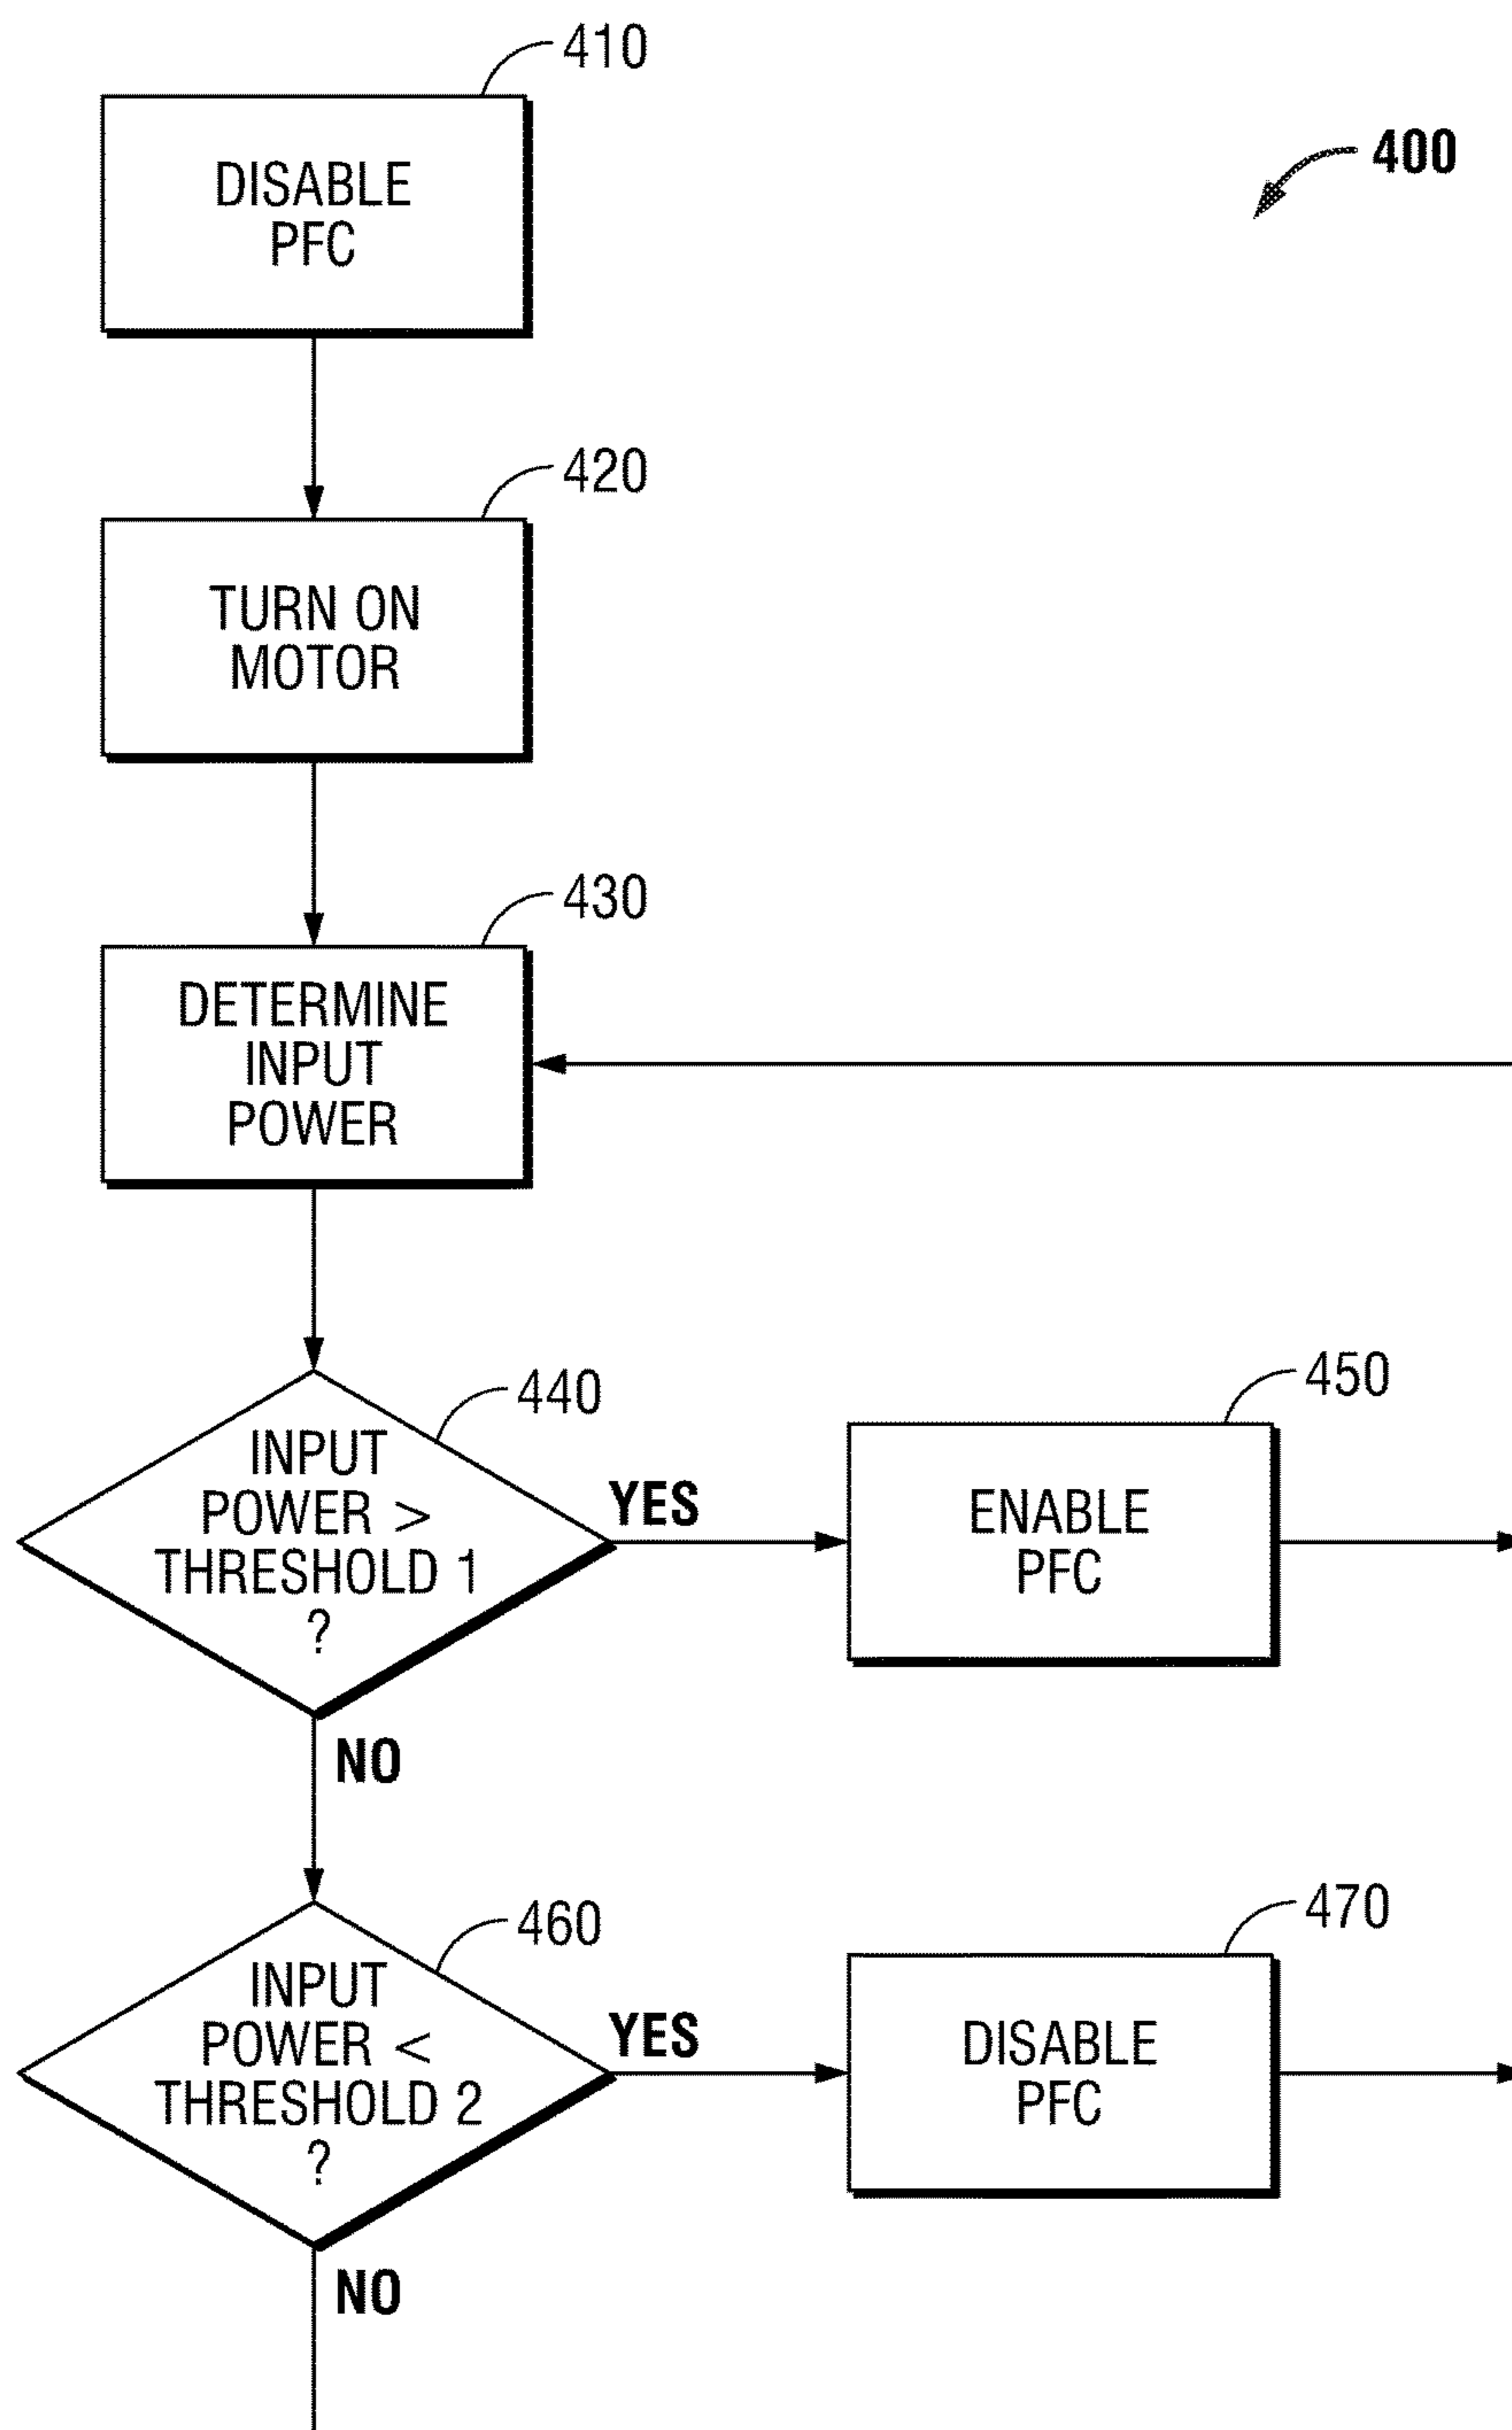 410
DISABLE
PFC
400
420
TURN ON
MOTOR
430
DETERMINE
INPUT
POWER
440
INPUT
POWER >
THRESHOLD 1
?
YES
450
ENABLE
PFC
NO
460
INPUT
POWER <
THRESHOLD 2
?
YES
470
DISABLE
PFC
NO